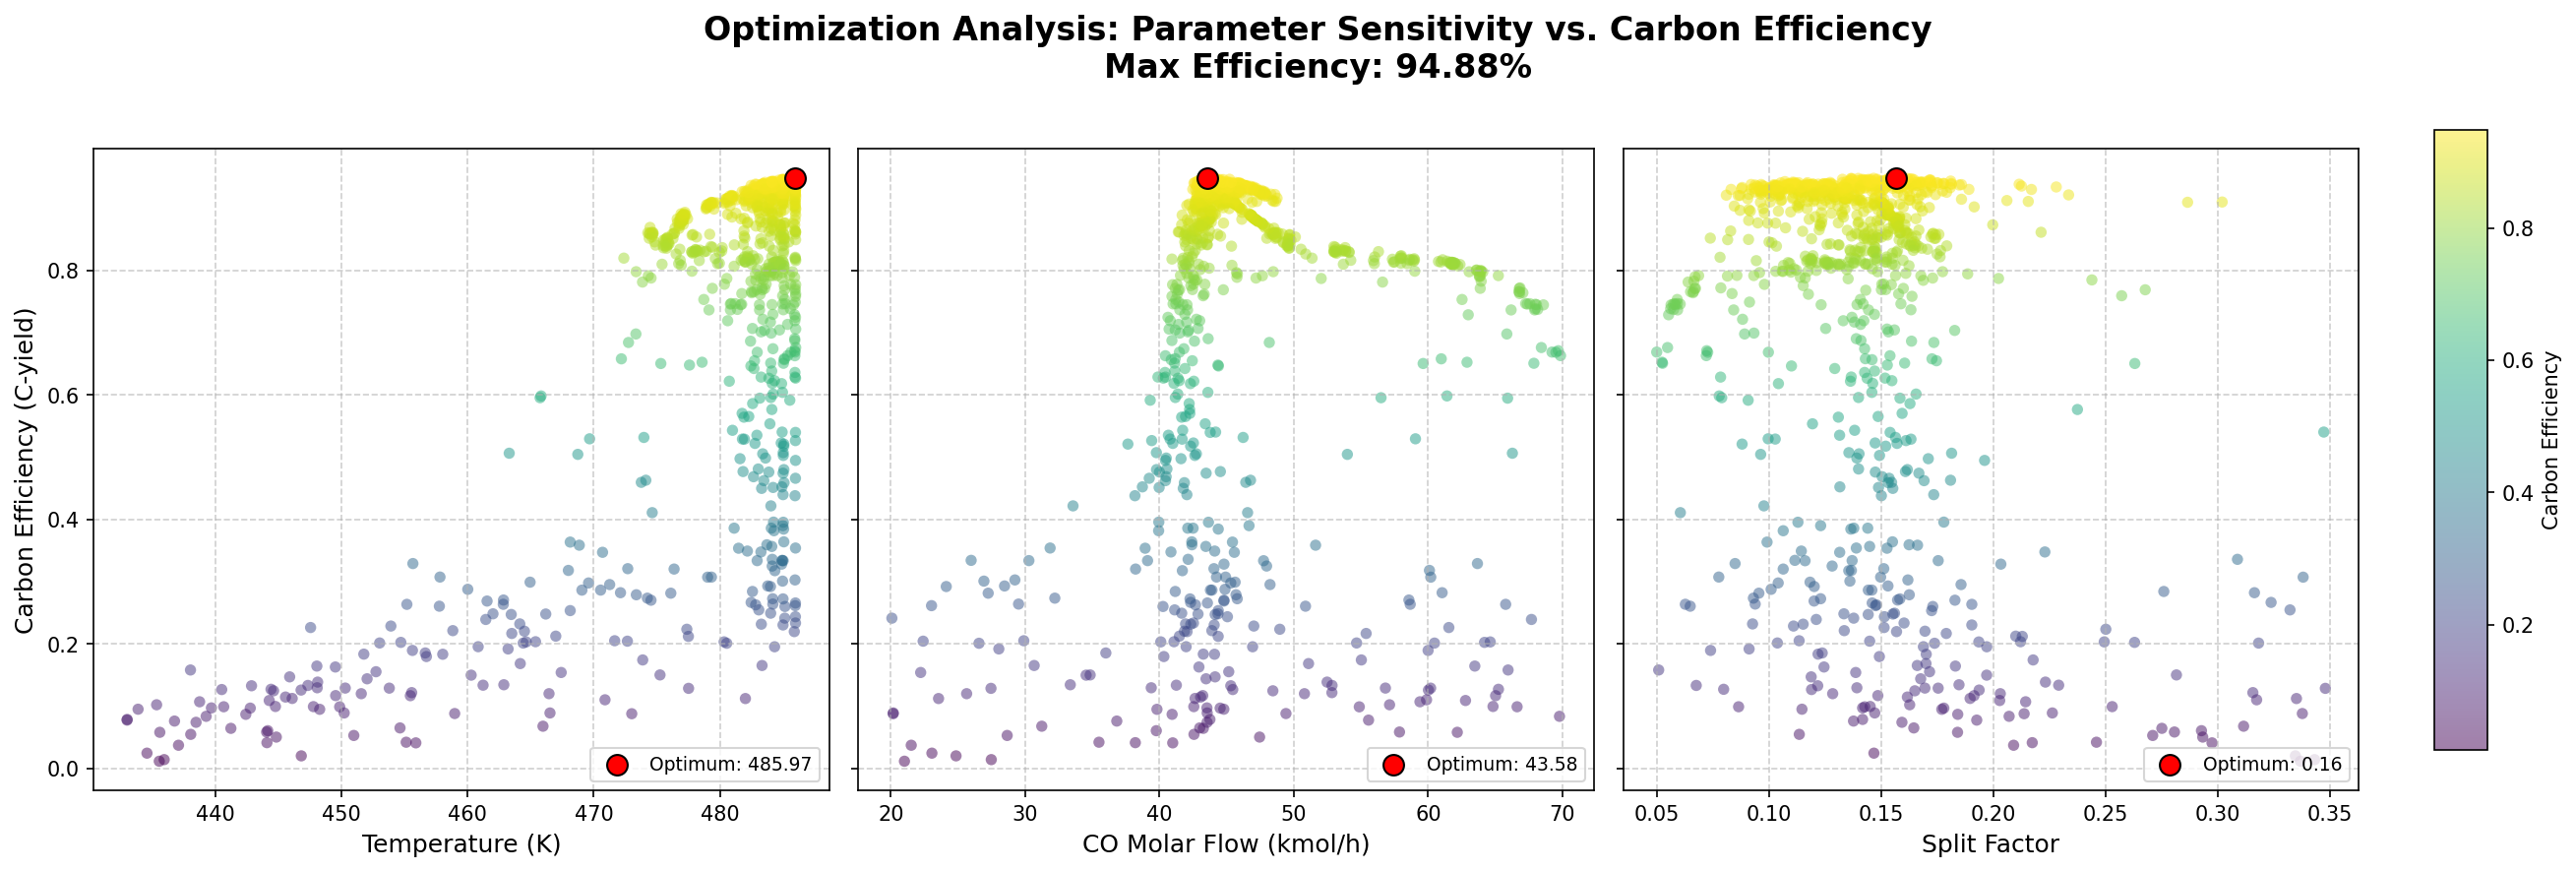 Optimization Analysis: Parameter Sensitivity vs. Carbon Efficiency
Max Efficiency: 94.88%
Carbon Efficiency (C-yield)
0.8
0.6
0.4
0.2
0.0
440 450 460 470 480
Temperature (K)
Optimum: 485.97
20 30 40 50 60 70
CO Molar Flow (kmol/h)
Optimum: 43.58
0.05 0.10 0.15 0.20 0.25 0.30 0.35
Split Factor
Optimum: 0.16
0.8
0.6
0.4
0.2
Carbon Efficiency